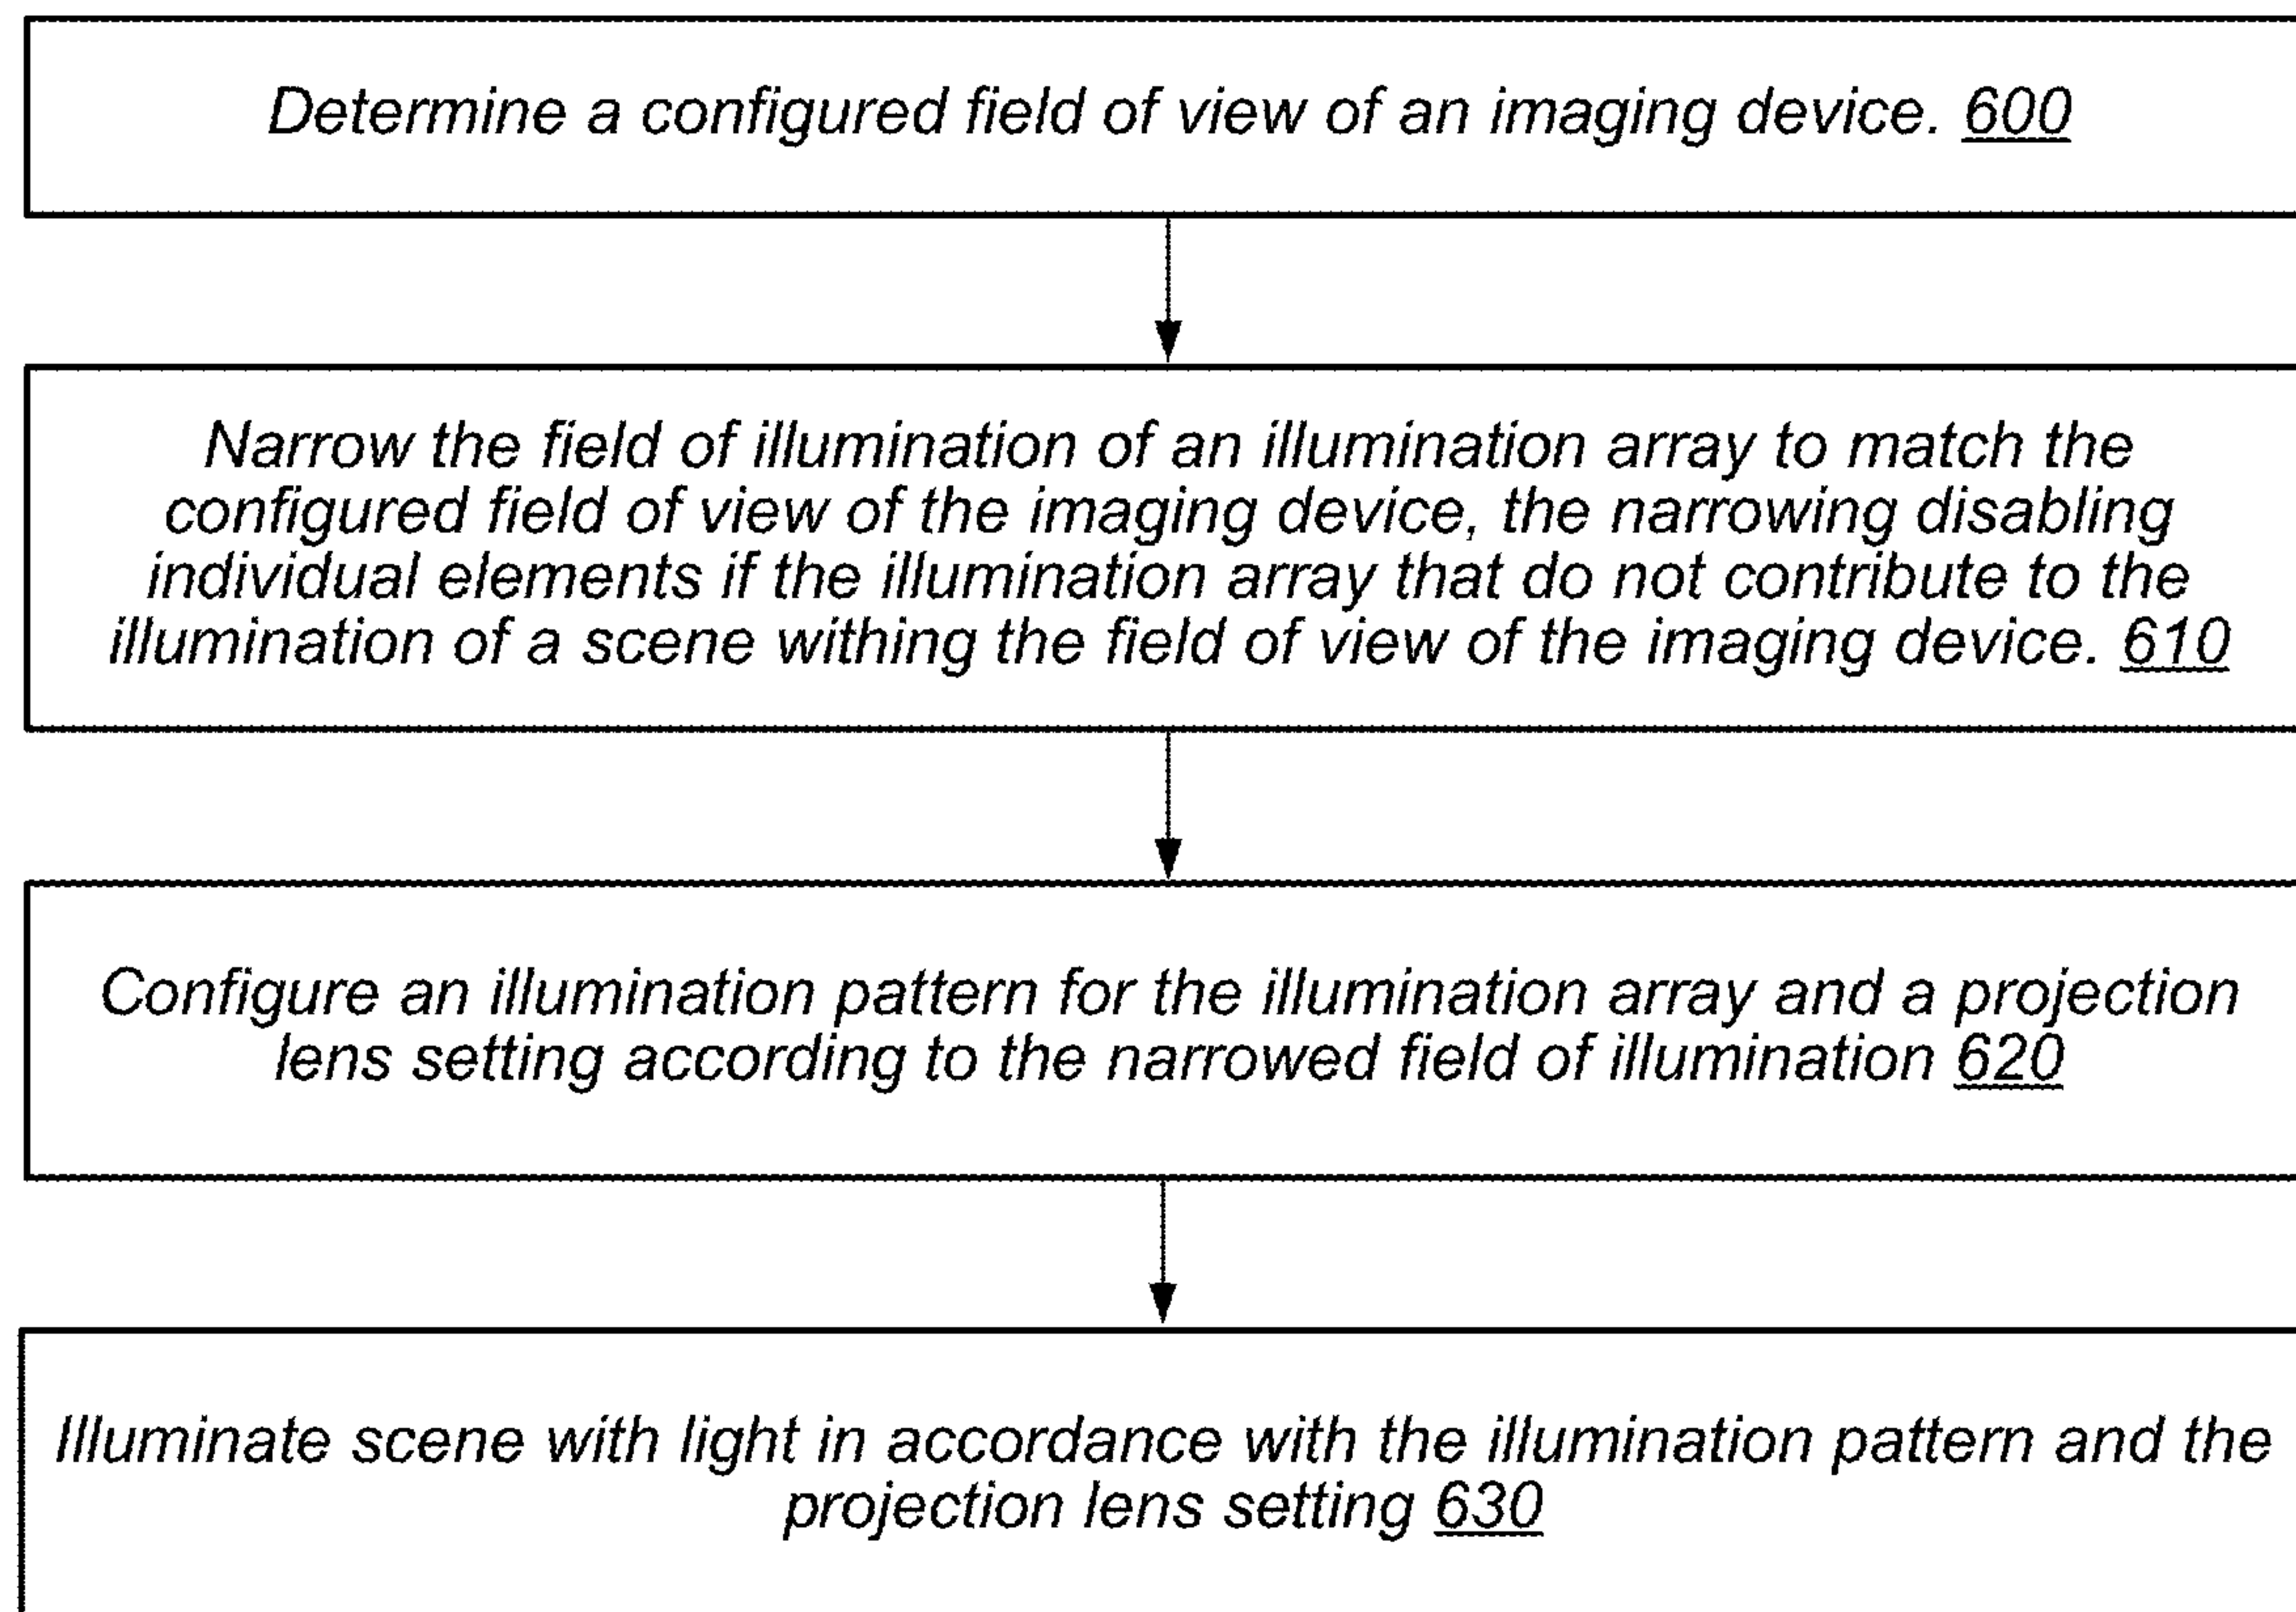 Determine a configured field of view of an imaging device. 600
Narrow the field of illumination of an illumination array to match the
configured field of view of the imaging device, the narrowing disabling
individual elements if the illumination array that do not contribute to the
illumination of a scene withing the field of view of the imaging device. 610
Configure an illumination pattern for the illumination array and a projection
lens setting according to the narrowed field of illumination 620
Illuminate scene with light in accordance with the illumination pattern and the
projection lens setting 630